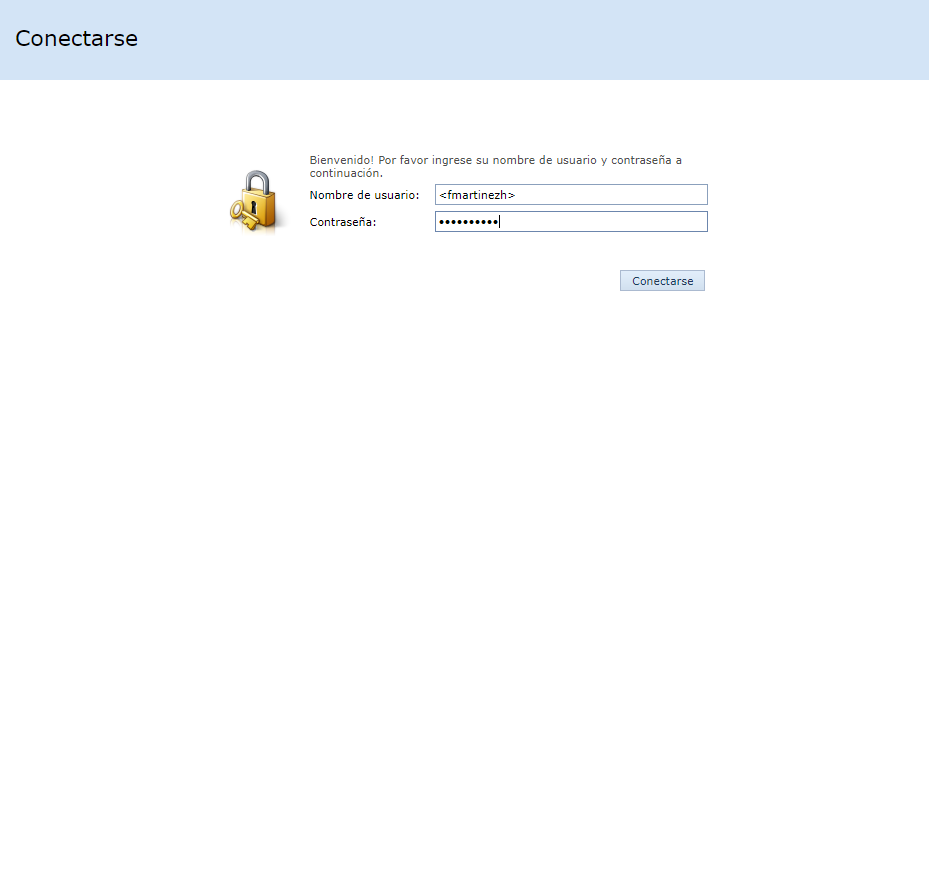 Conectarse
Bienvenido! Por favor ingrese su nombre de usuario y contraseña a
continuación.
Nombre de usuario: <fmartinezh>
Contraseña: ••••••••••
Conectarse